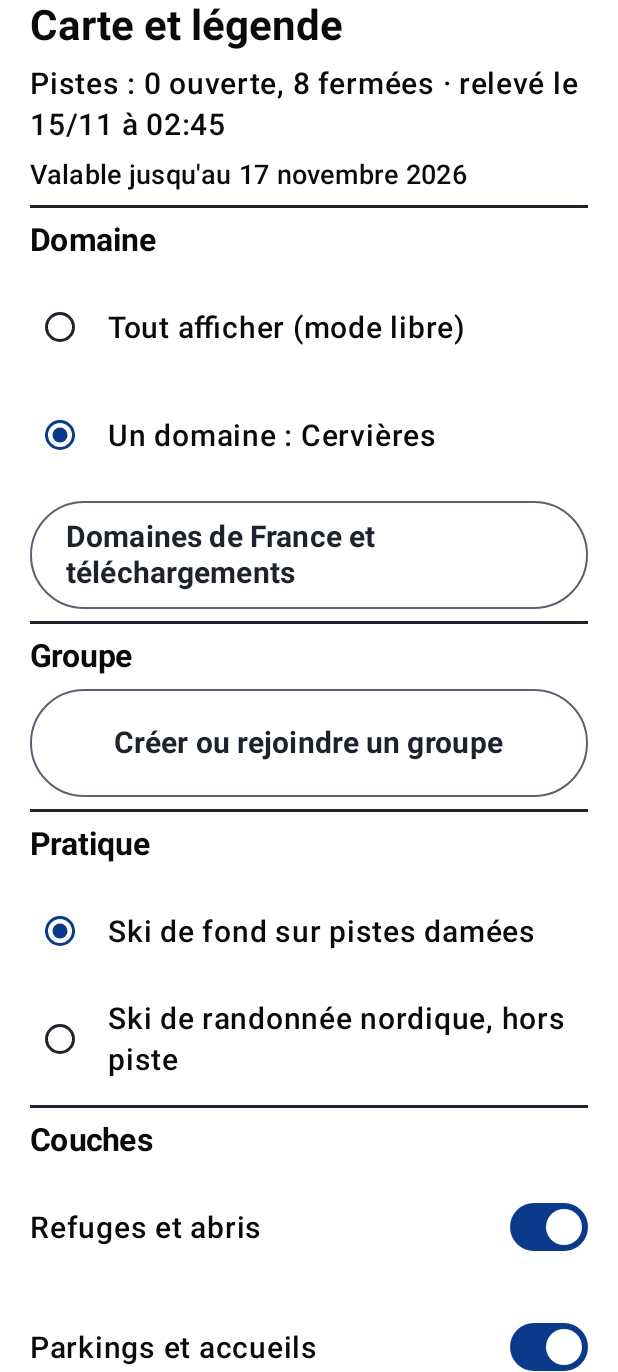 Carte et légende
Pistes : 0 ouverte, 8 fermées · relevé le
15/11 à 02:45
Valable jusqu'au 17 novembre 2026
Domaine
Tout afficher (mode libre)
Un domaine : Cervières
Domaines de France et
téléchargements
Groupe
Créer ou rejoindre un groupe
Pratique
Ski de fond sur pistes damées
Ski de randonnée nordique, hors
piste
Couches
Refuges et abris
Parkings et accueils